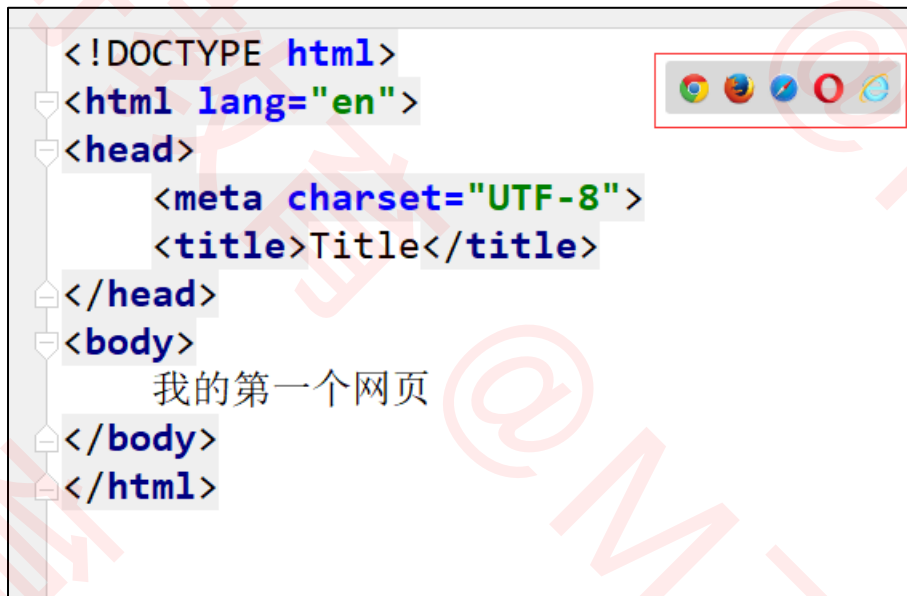 <!DOCTYPE html>
<html lang="en">
<head>
    <meta charset="UTF-8">
    <title>Title</title>
</head>
<body>
    我的第一个网页
</body>
</html>